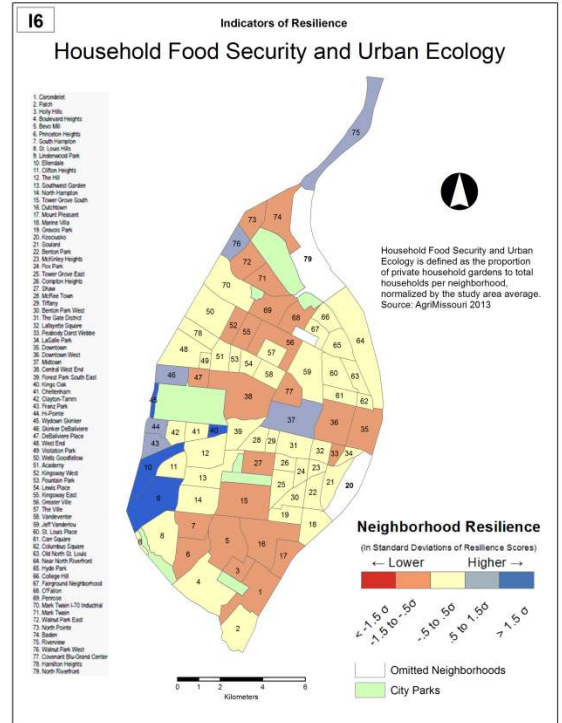 I6
Indicators of Resilience
Household Food Security and Urban Ecology
1. Carondelet
2. Patch
3. Holly Hills
4. Boulevard Heights
5. Bevo Mill
6. Princeton Heights
7. South Hampton
8. St. Louis Hills
9. Lindenwood Park
10. Ellendale
11. Clifton Heights
12. The Hill
13. Southwest Garden
14. North Hampton
15. Tower Grove South
16. Dutchtown
17. Mount Pleasant
18. Marine Villa
19. Gravois Park
20. Kosciusko
21. Soulard
22. Benton Park
23. McKinley Heights
24. Fox Park
25. Tower Grove East
26. Compton Heights
27. Shaw
28. McRee Town
29. Tiffany
30. Benton Park West
31. The Gate District
32. Lafayette Square
33. Peabody Darst Webbe
34. LaSalle Park
35. Downtown
36. Downtown West
37. Midtown
38. Central West End
39. Forest Park South East
40. Kings Oak
41. Cheltenham
42. Clayton-Tamm
43. Franz Park
44. Hi-Pointe
45. Wydown Skinker
46. Skinker DeBaliviere
47. DeBaliviere Place
48. West End
49. Visitation Park
50. Wells Goodfellow
51. Academy
52. Kingsway West
53. Fountain Park
54. Lewis Place
55. Kingsway East
56. Greater Ville
57. The Ville
58. Vandeventer
59. Jeff Vanderlou
60. St. Louis Place
61. Carr Square
62. Columbus Square
63. Old North St. Louis
64. Near North Riverfront
65. Hyde Park
66. College Hill
67. Fairground Neighborhood
68. O'Fallon
69. Penrose
70. Mark Twain I-70 Industrial
71. Mark Twain
72. Walnut Park East
73. North Pointe
74. Baden
75. Riverview
76. Walnut Park West
77. Covenant Blu-Grand Center
78. Hamilton Heights
79. North Riverfront
75
73 74
76
79
72
71
70
69 68
66
67
65
64
50
52 55
56
57
78
48
49 51 53 54
58
59
60 63
61
62
46 47
38
77
45
37
36
35
44
43
42 41 40 39
28 29 31 32 33 34
10
11
12
27
26
24 23
22 21
20
13
25
30
9
14
15
19
18
8
7
5
16
17
6
3
4
1
2
Household Food Security and Urban
Ecology is defined as the proportion
of private household gardens to total
households per neighborhood,
normalized by the study area average.
Source: AgriMissouri 2013
Neighborhood Resilience
(In Standard Deviations of Resilience Scores)
← Lower Higher →
< -1.5 σ
-1.5 to -.5σ
-.5 to .5σ
.5 to 1.5σ
> 1.5 σ
Omitted Neighborhoods
City Parks
0 1 2 4 6
Kilometers